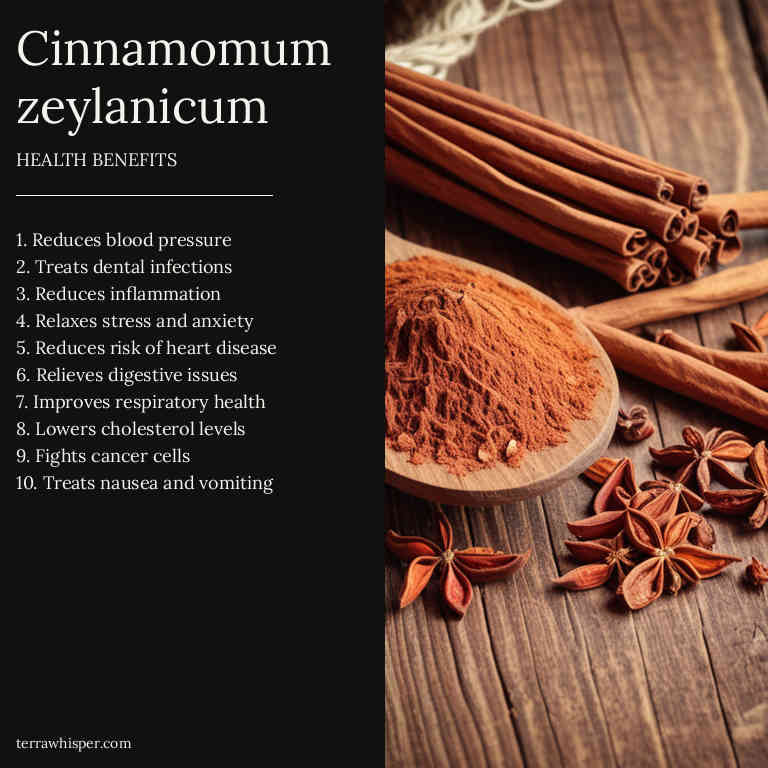 Cinnamomum
zeylanicum
HEALTH BENEFITS
1. Reduces blood pressure
2. Treats dental infections
3. Reduces inflammation
4. Relaxes stress and anxiety
5. Reduces risk of heart disease
6. Relieves digestive issues
7. Improves respiratory health
8. Lowers cholesterol levels
9. Fights cancer cells
10. Treats nausea and vomiting
terrawhisper.com